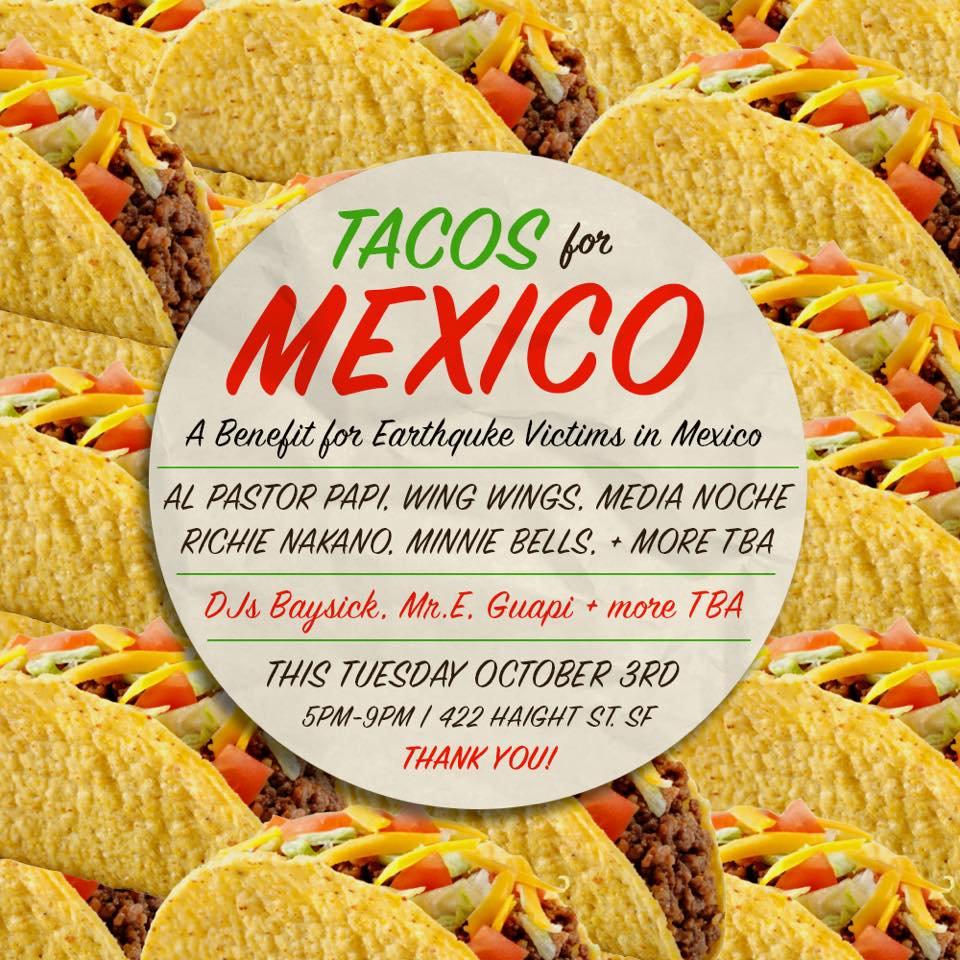 TACOS for
MEXICO
A Benefit for Earthquke Victims in Mexico
AL PASTOR PAPI, WING WINGS, MEDIA NOCHE
RICHIE NAKANO, MINNIE BELLS, + MORE TBA
DJs Baysick, Mr.E, Guapi + more TBA
THIS TUESDAY OCTOBER 3RD
5PM-9PM / 422 HAIGHT ST. SF
THANK YOU!